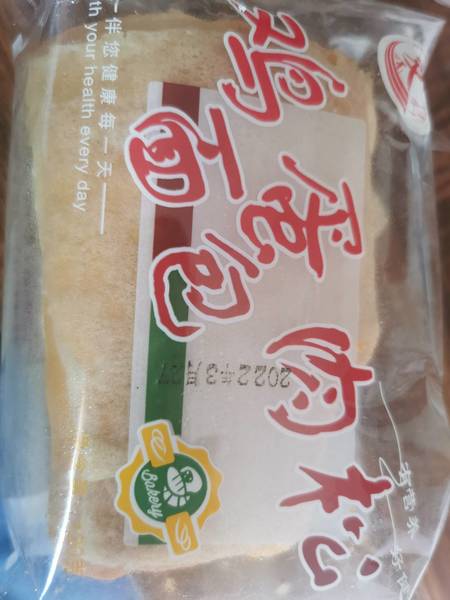 鸡蛋肉松
面包
伴您健康每一天
th your health every day
2022年3月27
Bakery